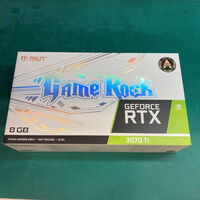 PALIT
GameRock
GEFORCE
RTX
8 GB
3070 Ti